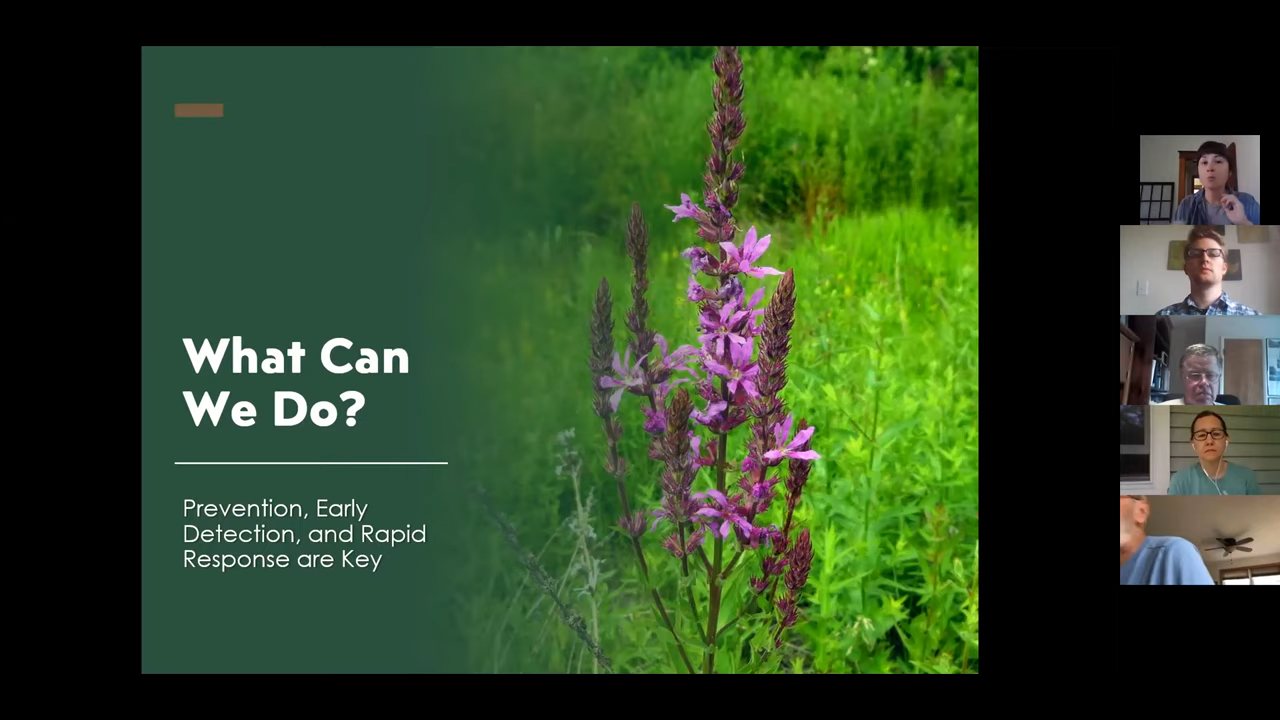 What Can
We Do?
Prevention, Early
Detection, and Rapid
Response are Key